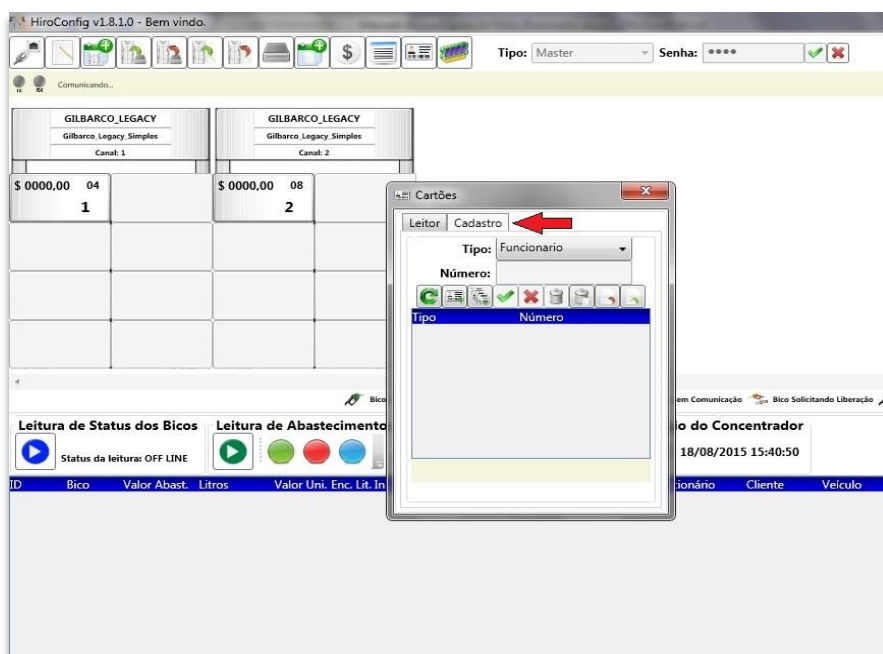 HiroConfig v1.8.1.0 - Bem vindo.
Tipo: Master Senha: ••••
TX RX Comunicando..
GILBARCO_LEGACY
Gilbarco_Legacy_Simples
Canal: 1
GILBARCO_LEGACY
Gilbarco_Legacy_Simples
Canal: 2
$ 0000,00 04
1
$ 0000,00 08
2
Cartões
Leitor Cadastro
Tipo: Funcionario
Número:
Tipo Número
Bico
em Comunicação Bico Solicitando Liberação
Leitura de Status dos Bicos
Status da leitura: OFF LINE
Leitura de Abastecimento
io do Concentrador
18/08/2015 15:40:50
ID Bico Valor Abast. Litros Valor Uni. Enc. Lit. In
cionário Cliente Veículo